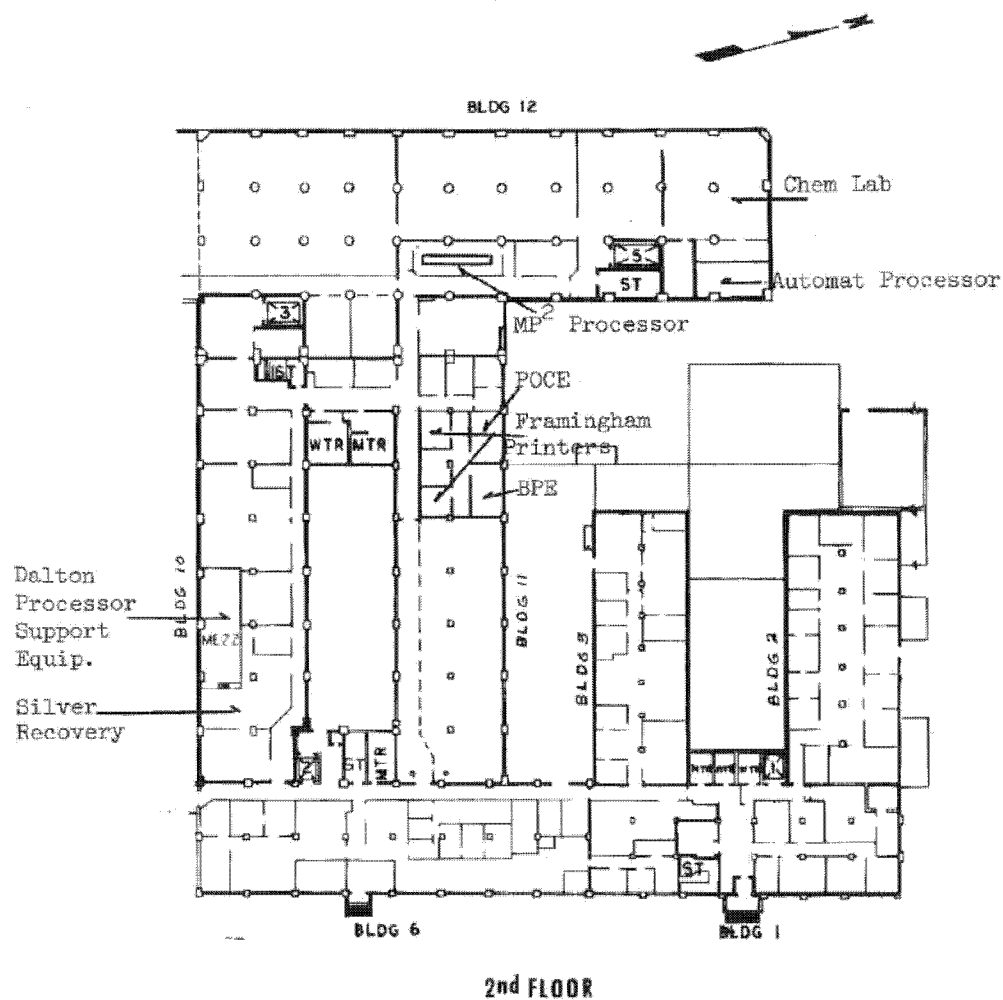 N
BLDG 12
Chem Lab
5
ST
Automat Processor
3
MP² Processor
ST
POCE
Framingham
Printers
WTR MTR
BPE
BLDG 10
Dalton
Processor
Support
Equip.
MEZZ
BLDG 11
BLDG 3
BLDG 2
Silver
Recovery
2
ST
MTR
WTR
1
ST
BLDG 6
BLDG 1
2nd FLOOR